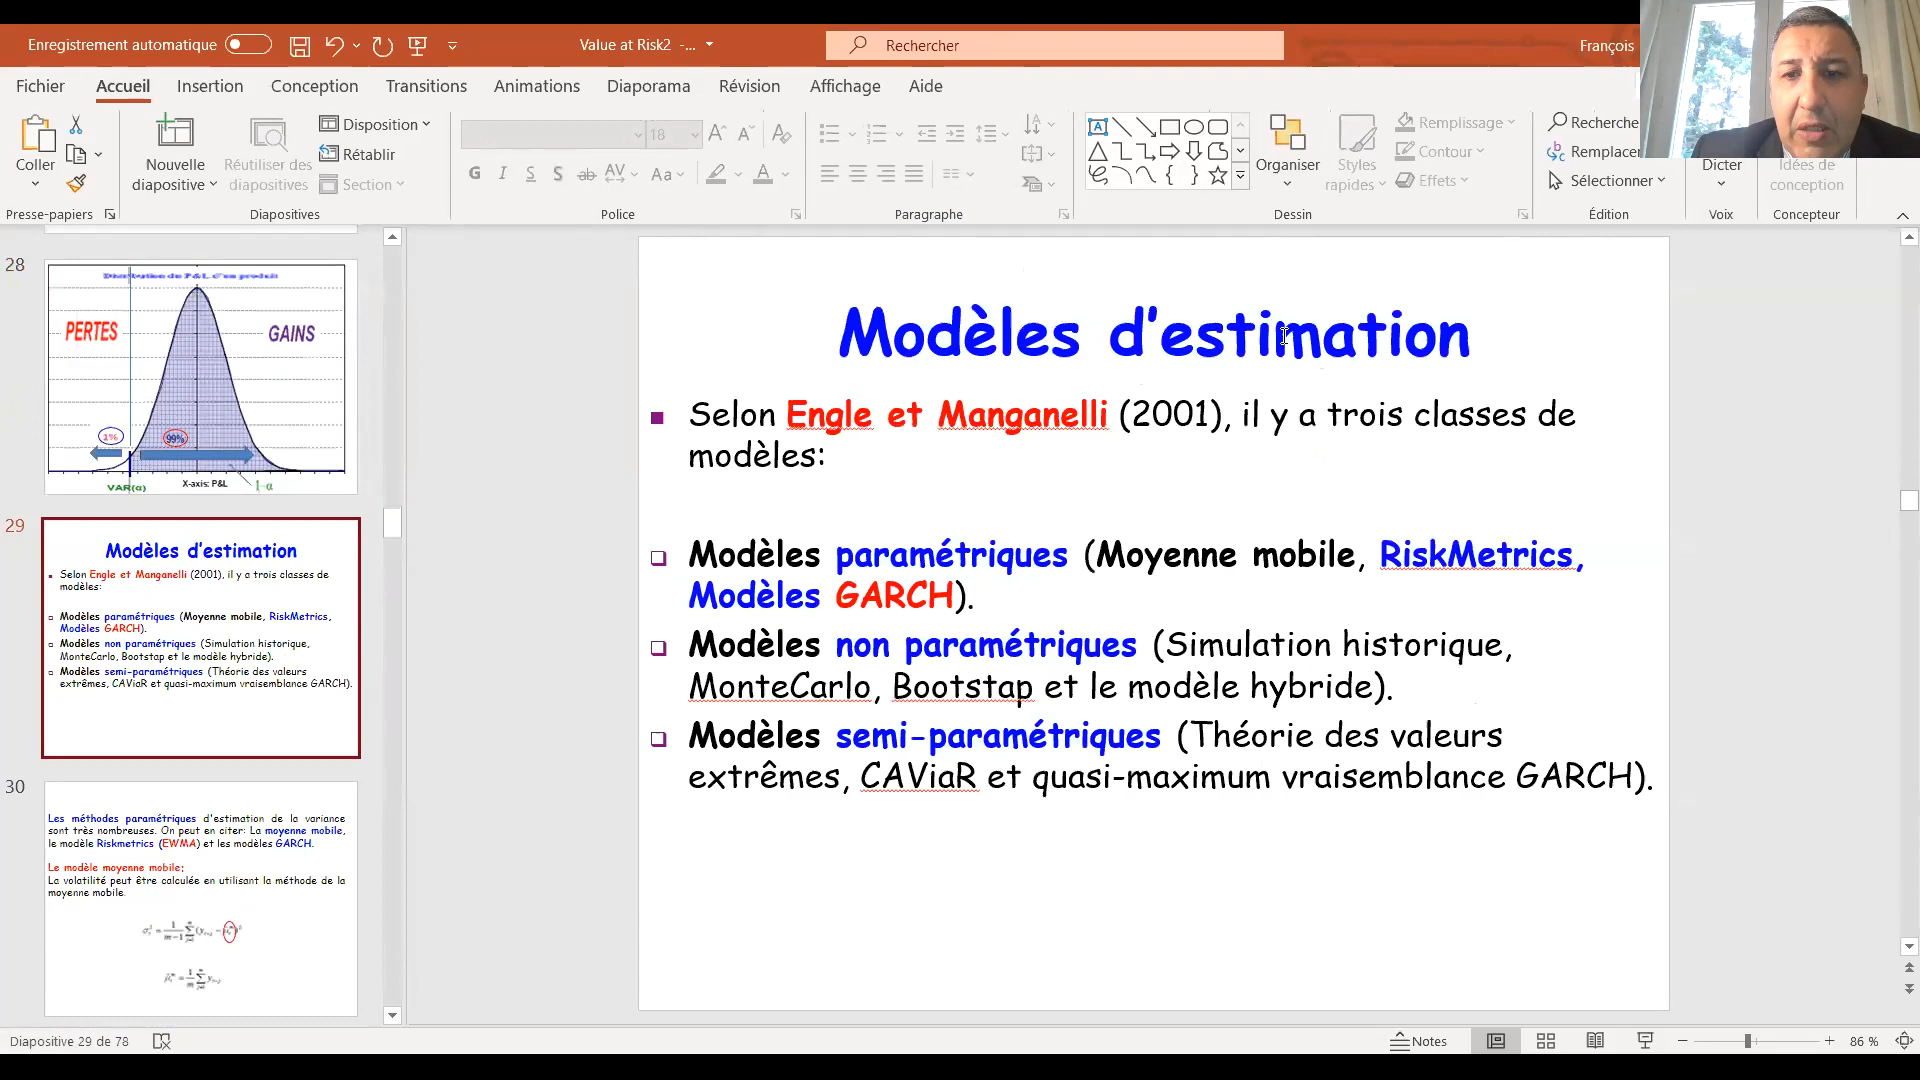 Enregistrement automatique
Value at Risk2 -...
Rechercher
François
Fichier
Accueil
Insertion
Conception
Transitions
Animations
Diaporama
Révision
Affichage
Aide
Coller
Nouvelle
diapositive
Réutiliser des
diapositives
Disposition
Rétablir
Section
18
G I S S ab AV Aa A
Organiser
Styles
rapides
Remplissage
Contour
Effets
Recherche
Remplacer
Sélectionner
Dicter
Idées de
conception
Presse-papiers
Diapositives
Police
Paragraphe
Dessin
Édition
Voix
Concepteur
28
Distribution du P&L d'un produit
PERTES
GAINS
1%
99%
VAR(α)
X-axis: P&L
1-α
29
Modèles d'estimation
Selon Engle et Manganelli (2001), il y a trois classes de
modèles:
Modèles paramétriques (Moyenne mobile, RiskMetrics,
Modèles GARCH).
Modèles non paramétriques (Simulation historique,
MonteCarlo, Bootstap et le modèle hybride).
Modèles semi-paramétriques (Théorie des valeurs
extrêmes, CAViaR et quasi-maximum vraisemblance GARCH).
30
Les méthodes paramétriques d'estimation de la variance
sont très nombreuses. On peut en citer: La moyenne mobile,
le modèle Riskmetrics (EWMA) et les modèles GARCH.
Le modèle moyenne mobile:
La volatilité peut être calculée en utilisant la méthode de la
moyenne mobile.
Modèles d'estimation
Selon Engle et Manganelli (2001), il y a trois classes de
modèles:
Modèles paramétriques (Moyenne mobile, RiskMetrics,
Modèles GARCH).
Modèles non paramétriques (Simulation historique,
MonteCarlo, Bootstap et le modèle hybride).
Modèles semi-paramétriques (Théorie des valeurs
extrêmes, CAViaR et quasi-maximum vraisemblance GARCH).
Diapositive 29 de 78
Notes
86 %